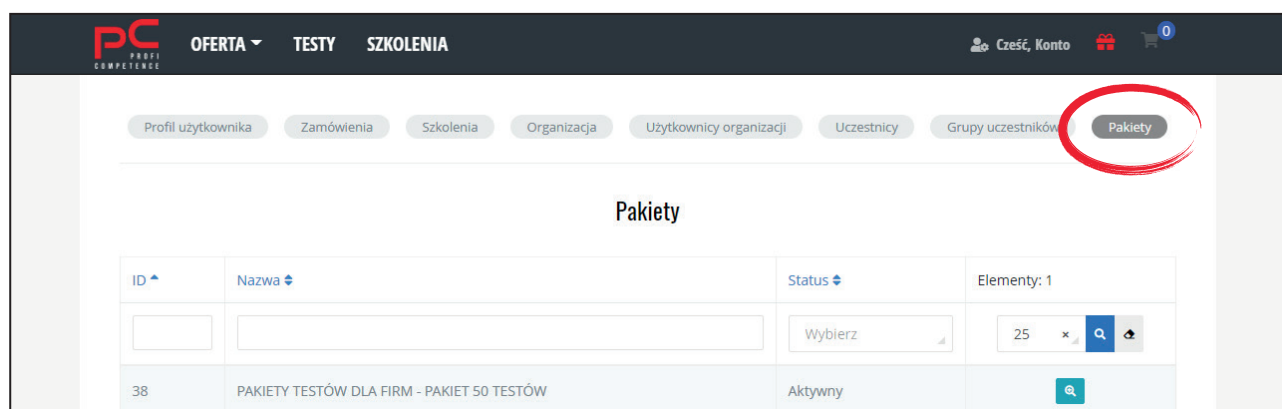 PC
PROFI
COMPETENCE
OFERTA TESTY SZKOLENIA Cześć, Konto 0
Profil użytkownika Zamówienia Szkolenia Organizacja Użytkownicy organizacji Uczestnicy Grupy uczestników Pakiety
Pakiety
ID Nazwa Status Elementy: 1
Wybierz 25 ×
38 PAKIETY TESTÓW DLA FIRM - PAKIET 50 TESTÓW Aktywny